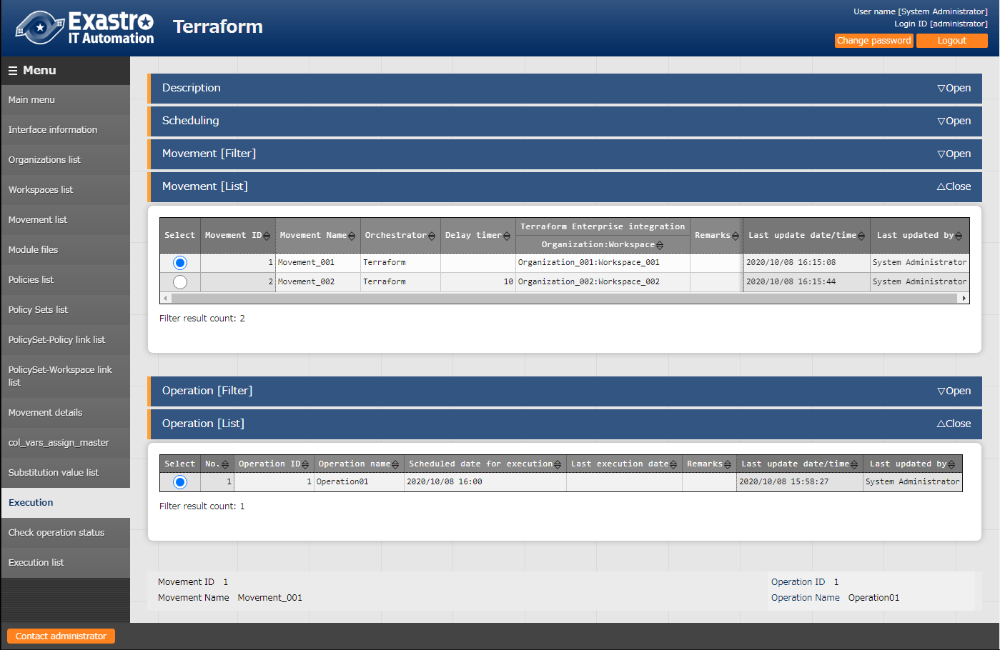 Exastro
IT Automation
Terraform
User name [System Administrator]
Login ID [administrator]
Change password
Logout
☰ Menu
Main menu
Interface information
Organizations list
Workspaces list
Movement list
Module files
Policies list
Policy Sets list
PolicySet-Policy link list
PolicySet-Workspace link
list
Movement details
col_vars_assign_master
Substitution value list
Execution
Check operation status
Execution list
Contact administrator
Description ▽Open
Scheduling ▽Open
Movement [Filter] ▽Open
Movement [List] △Close
Select Movement ID Movement Name Orchestrator Delay timer Terraform Enterprise integration Remarks Last update date/time Last updated by
Organization:Workspace
1 Movement_001 Terraform Organization_001:Workspace_001 2020/10/08 16:15:08 System Administrator
2 Movement_002 Terraform 10 Organization_002:Workspace_002 2020/10/08 16:15:44 System Administrator
Filter result count: 2
Operation [Filter] ▽Open
Operation [List] △Close
Select No. Operation ID Operation name Scheduled date for execution Last execution date Remarks Last update date/time Last updated by
1 1 Operation01 2020/10/08 16:00 2020/10/08 15:58:27 System Administrator
Filter result count: 1
Movement ID 1
Movement Name Movement_001
Operation ID 1
Operation Name Operation01